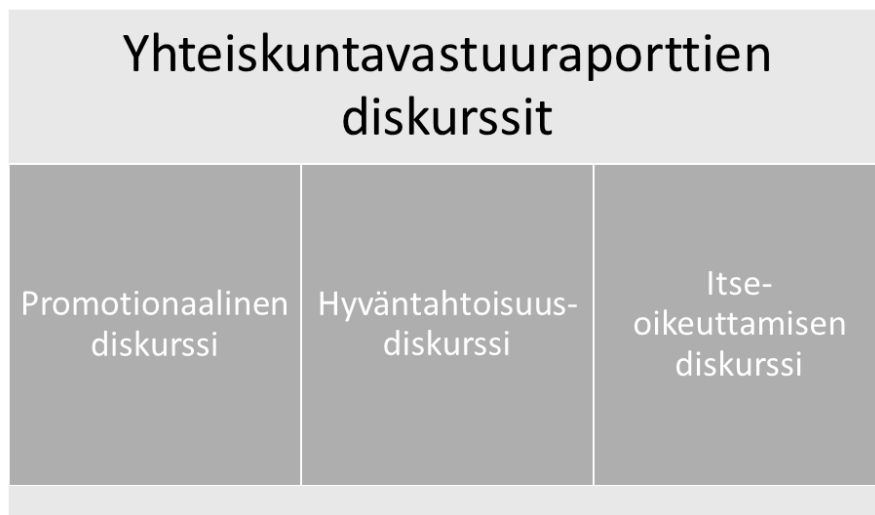 Yhteiskuntavastuuraporttien
diskurssit
Promotionaalinen
diskurssi
Hyväntahtoisuus-
diskurssi
Itse-
oikeuttamisen
diskurssi